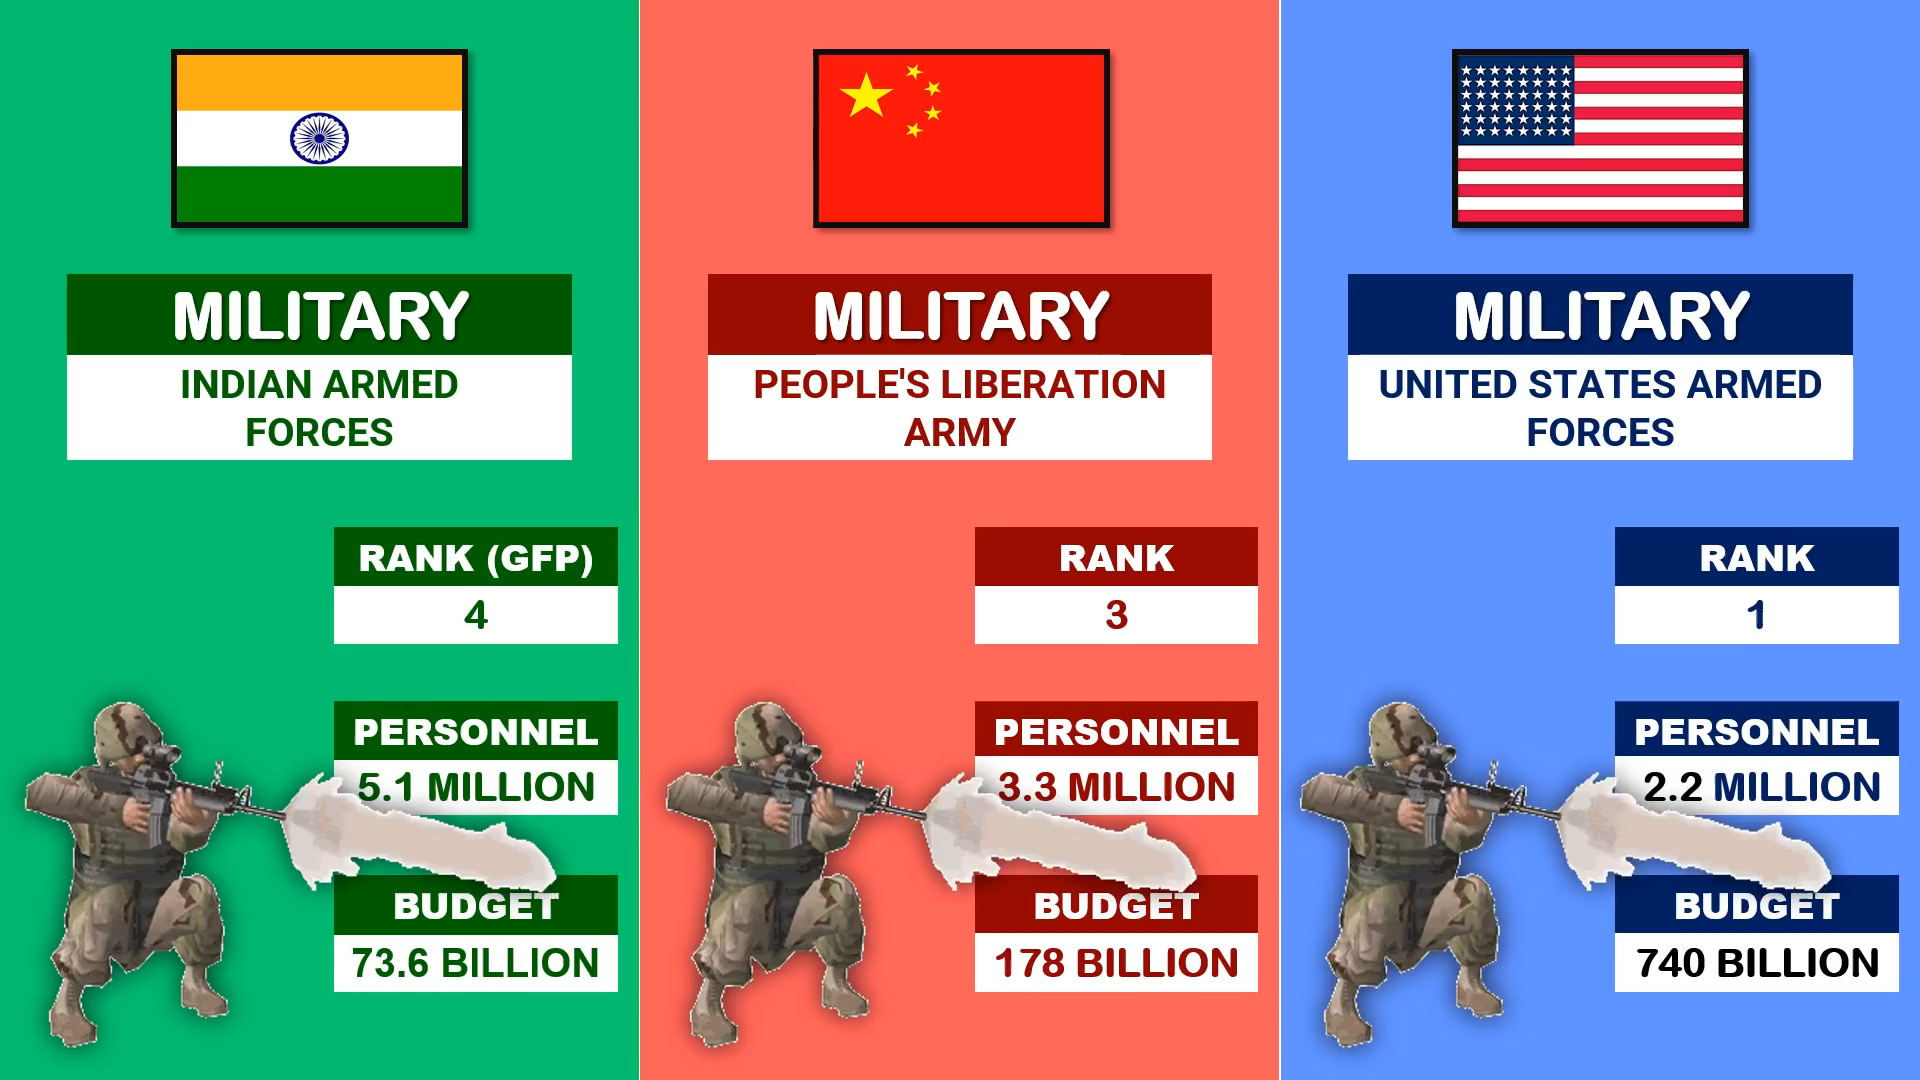 MILITARY
INDIAN ARMED
FORCES
RANK (GFP)
4
PERSONNEL
5.1 MILLION
BUDGET
73.6 BILLION
MILITARY
PEOPLE'S LIBERATION
ARMY
RANK
3
PERSONNEL
3.3 MILLION
BUDGET
178 BILLION
MILITARY
UNITED STATES ARMED
FORCES
RANK
1
PERSONNEL
2.2 MILLION
BUDGET
740 BILLION